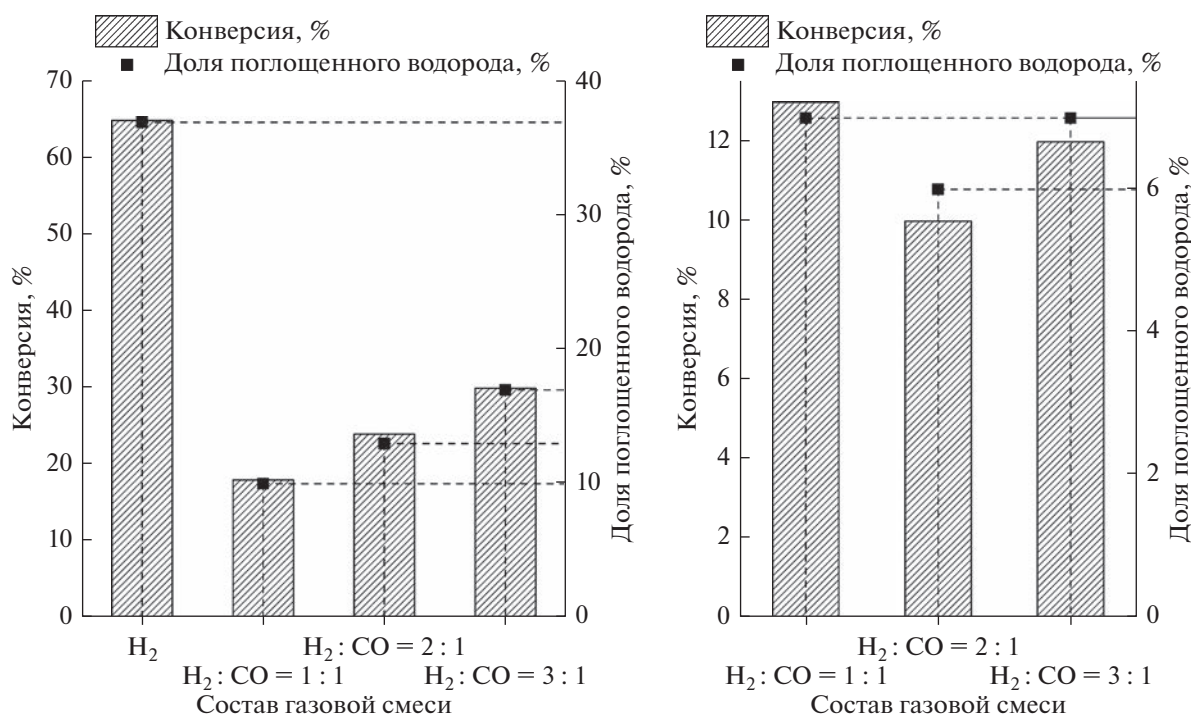 Конверсия, %
Доля поглощенного водорода, %
70
60
50
40
30
20
10
0
Конверсия, %
40
30
20
10
0
Доля поглощенного водорода, %
H₂
H₂ : CO = 2 : 1
H₂ : CO = 1 : 1
H₂ : CO = 3 : 1
Состав газовой смеси
Конверсия, %
Доля поглощенного водорода, %
12
10
8
6
4
2
0
Конверсия, %
6
4
2
0
Доля поглощенного водорода, %
H₂ : CO = 2 : 1
H₂ : CO = 1 : 1
H₂ : CO = 3 : 1
Состав газовой смеси